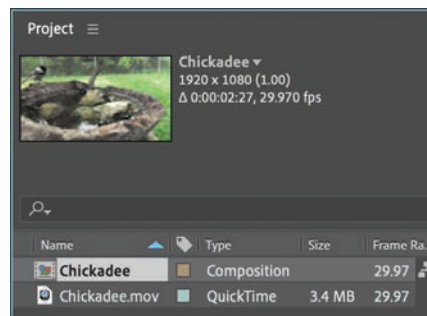 Project
Chickadee
1920 x 1080 (1.00)
Δ 0:00:02:27, 29.970 fps
Name Type Size Frame Ra..
Chickadee Composition 29.97
Chickadee.mov QuickTime 3.4 MB 29.97